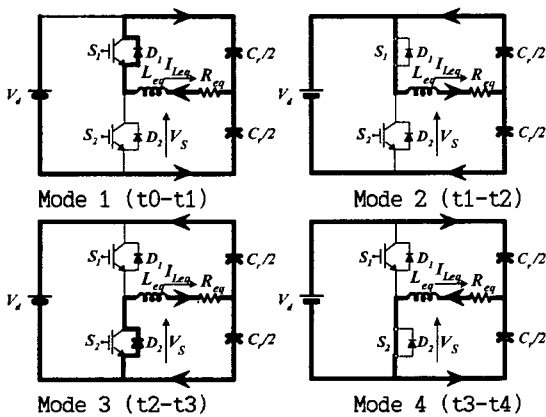 S1 D1 Cr/2
Leq ILeq Req
Vd
S2 D2 VS Cr/2
Mode 1 (t0-t1)
S1 D1 Cr/2
Leq ILeq Req
Vd
S2 D2 VS Cr/2
Mode 2 (t1-t2)
S1 D1 Cr/2
Leq ILeq Req
Vd
S2 D2 VS Cr/2
Mode 3 (t2-t3)
S1 D1 Cr/2
Leq ILeq Req
Vd
S2 D2 VS Cr/2
Mode 4 (t3-t4)